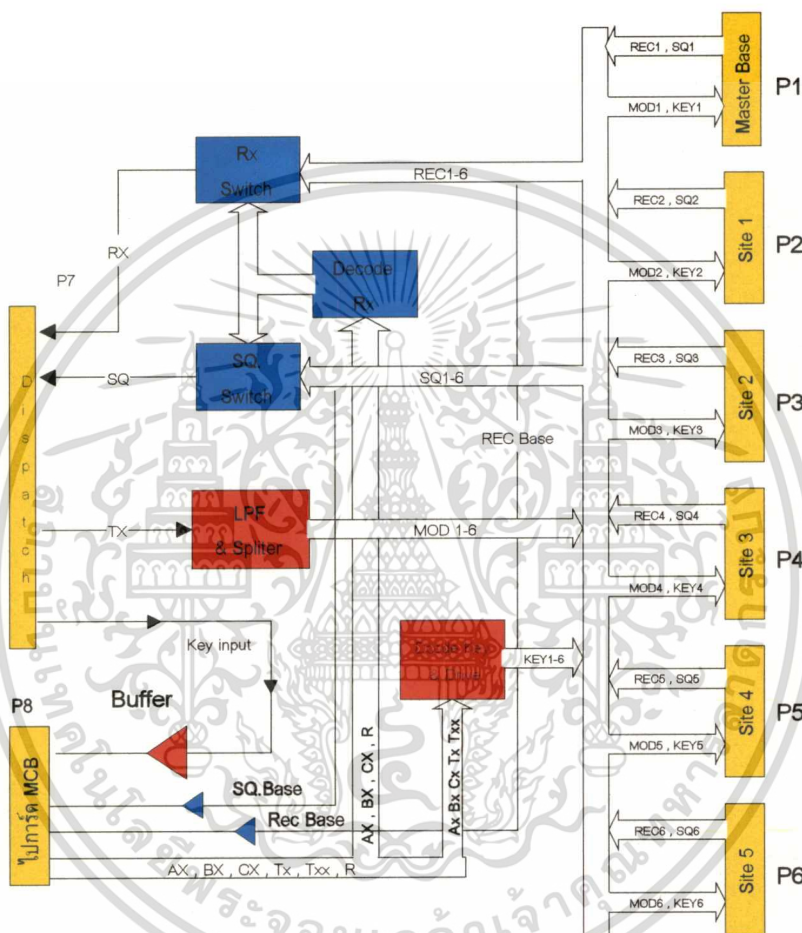 REC1 , SQ1
Master Base
P1
MOD1 , KEY1
Rx
Switch
REC1-6
REC2 , SQ2
Site 1
P2
MOD2 , KEY2
RX
P7
Decode
Rx
Dispatch
SQ
SQ.
Switch
SQ1-6
REC3 , SQ3
Site 2
P3
MOD3 , KEY3
REC Base
TX
LPF
& Spliter
MOD 1-6
REC4 , SQ4
Site 3
P4
MOD4 , KEY4
Key input
KEY1-6
REC5 , SQ5
Site 4
P5
MOD5 , KEY5
P8
Buffer
ไปการ์ด MCB
SQ.Base
Rec Base
AX , BX , CX , R
Ax Bx Cx Tx Txx
AX , BX , CX , Tx , Txx , R
REC6 , SQ6
Site 5
P6
MOD6 , KEY6